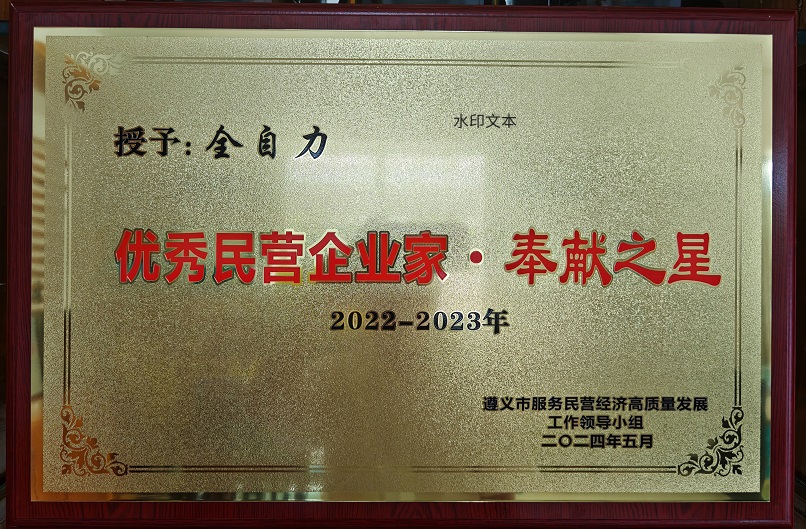 水印文本
授予：全自力
优秀民营企业家·奉献之星
2022-2023年
遵义市服务民营经济高质量发展
工作领导小组
二〇二四年五月